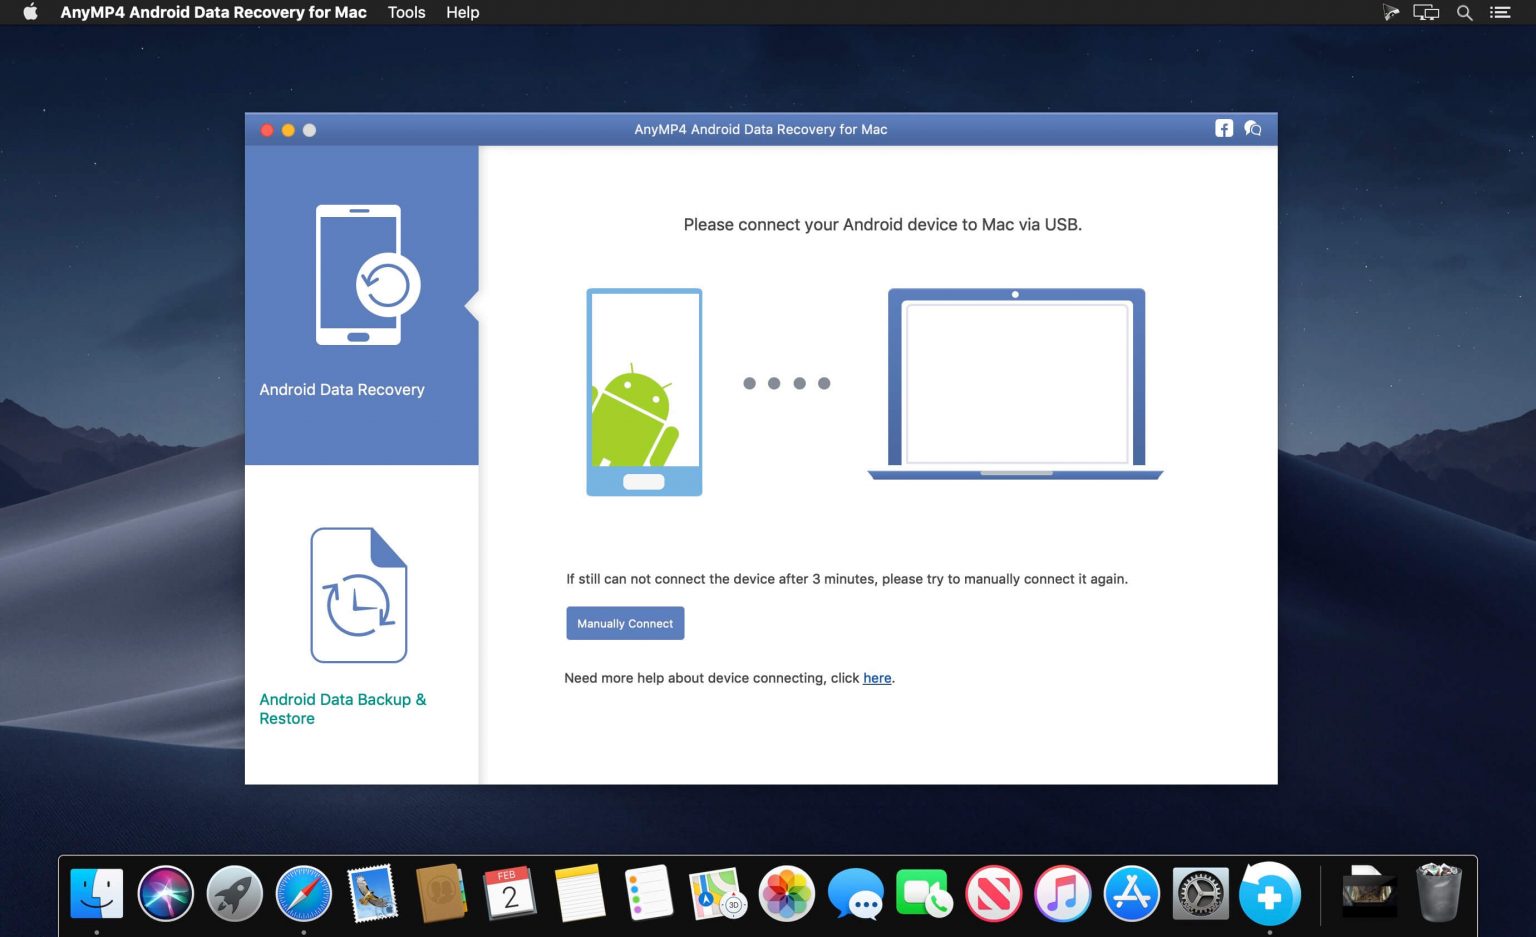 AnyMP4 Android Data Recovery for Mac Tools Help
AnyMP4 Android Data Recovery for Mac
Please connect your Android device to Mac via USB.
Android Data Recovery
If still can not connect the device after 3 minutes, please try to manually connect it again.
Manually Connect
Need more help about device connecting, click here.
Android Data Backup &
Restore
FEB
2
3D